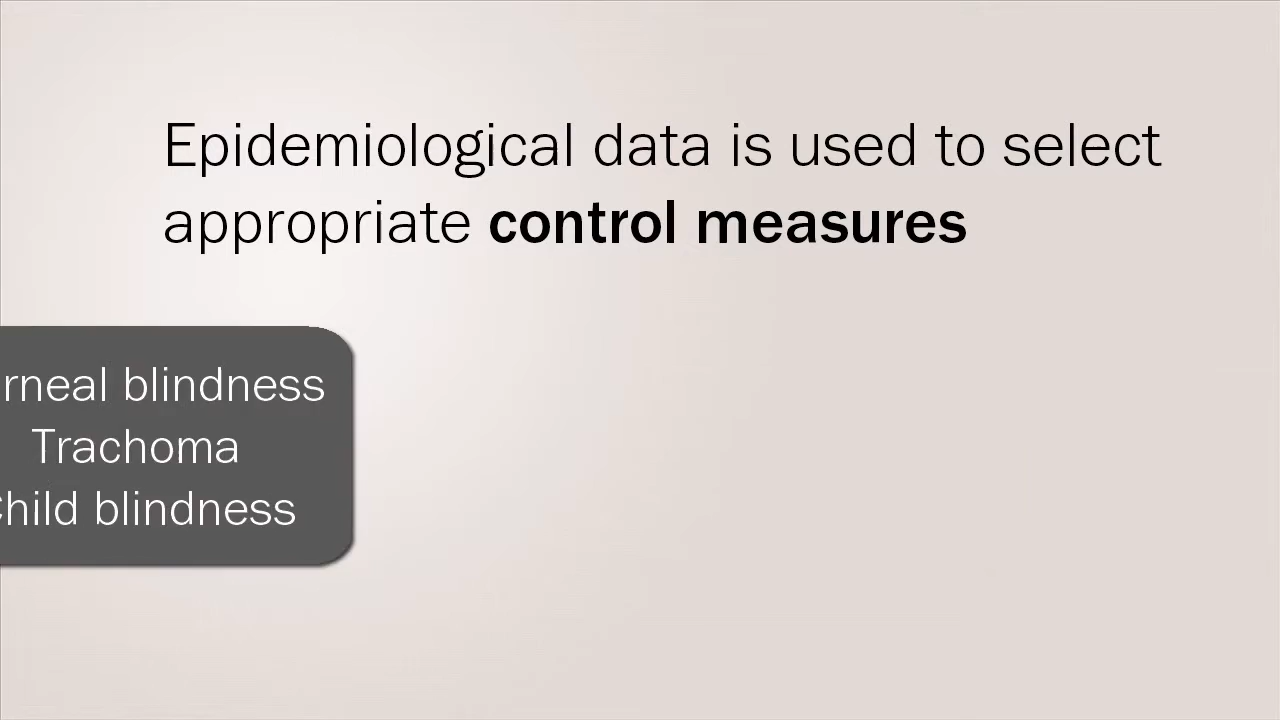 Epidemiological data is used to select
appropriate control measures
rneal blindness
Trachoma
hild blindness